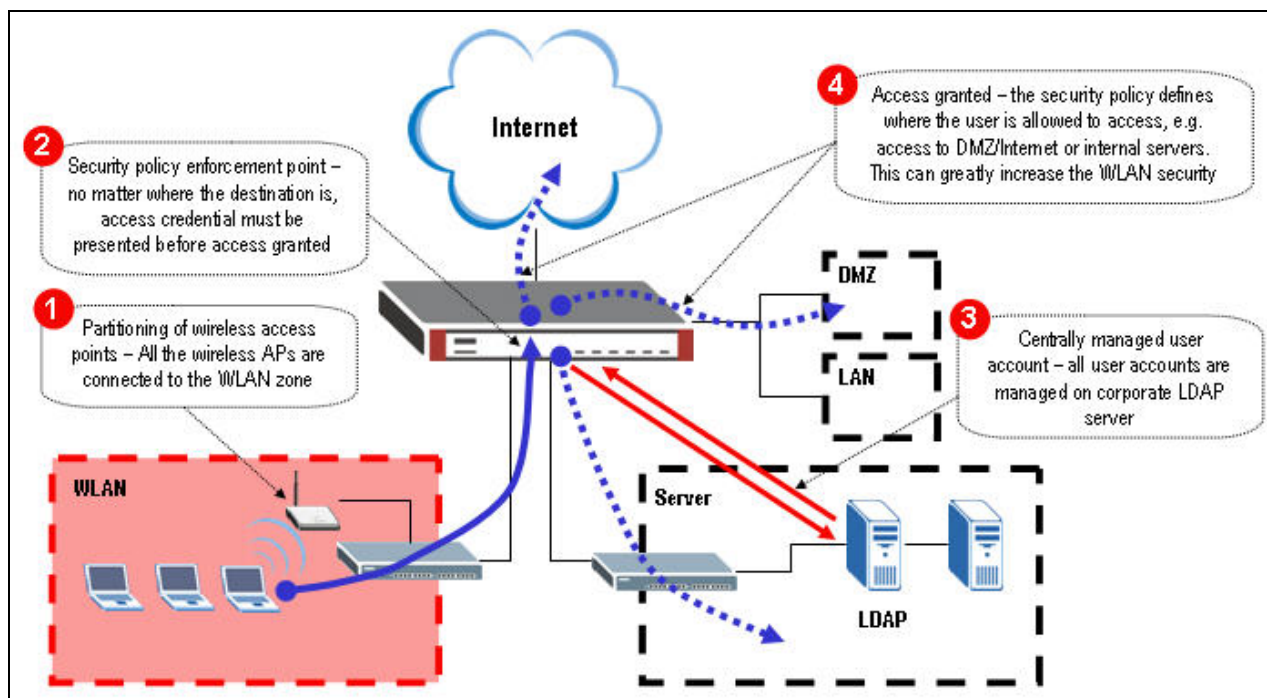 Internet
4
Access granted – the security policy defines
where the user is allowed to access, e.g.
access to DMZ/Internet or internal servers.
This can greatly increase the WLAN security
2
Security policy enforcement point –
no matter where the destination is,
access credential must be
presented before access granted
DMZ
1
Partitioning of wireless access
points – All the wireless APs are
connected to the WLAN zone
3
Centrally managed user
account – all user accounts are
managed on corporate LDAP
server
LAN
WLAN
Server
LDAP